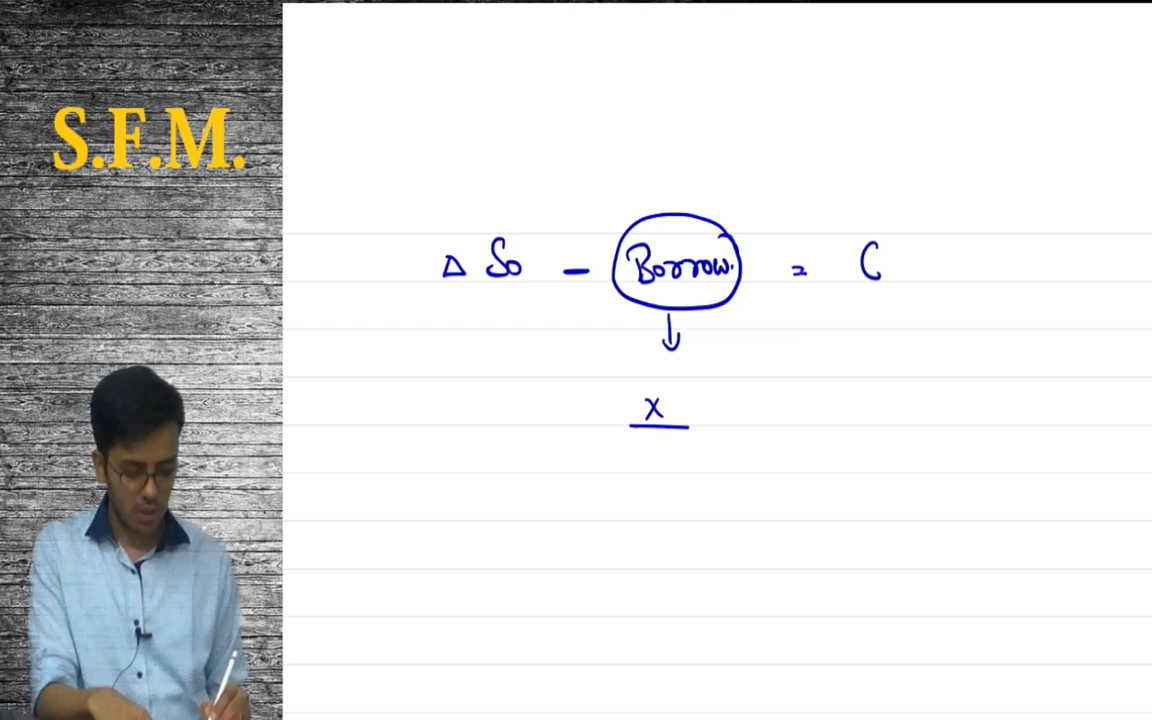 S.F.M.
Δ So - Borrow. = C
↓
x